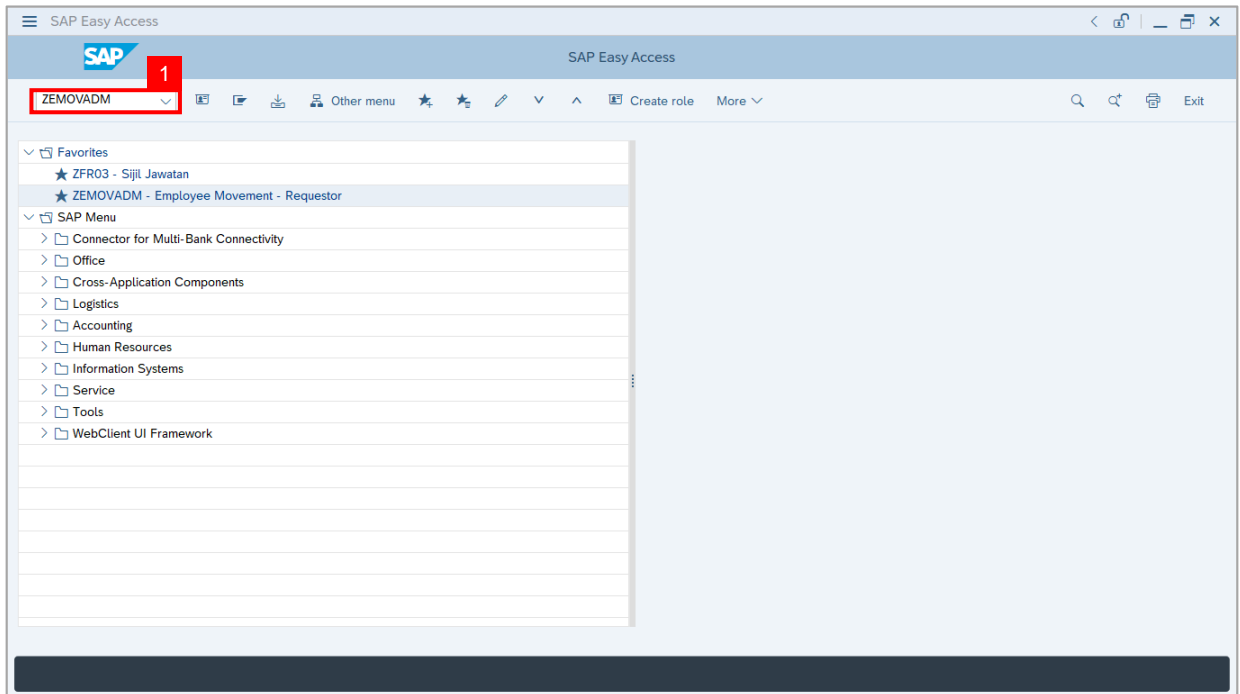 SAP Easy Access
SAP
SAP Easy Access
1
ZEMOVADM
Other menu
Create role
More
Exit
Favorites
ZFR03 - Sijil Jawatan
ZEMOVADM - Employee Movement - Requestor
SAP Menu
Connector for Multi-Bank Connectivity
Office
Cross-Application Components
Logistics
Accounting
Human Resources
Information Systems
Service
Tools
WebClient UI Framework